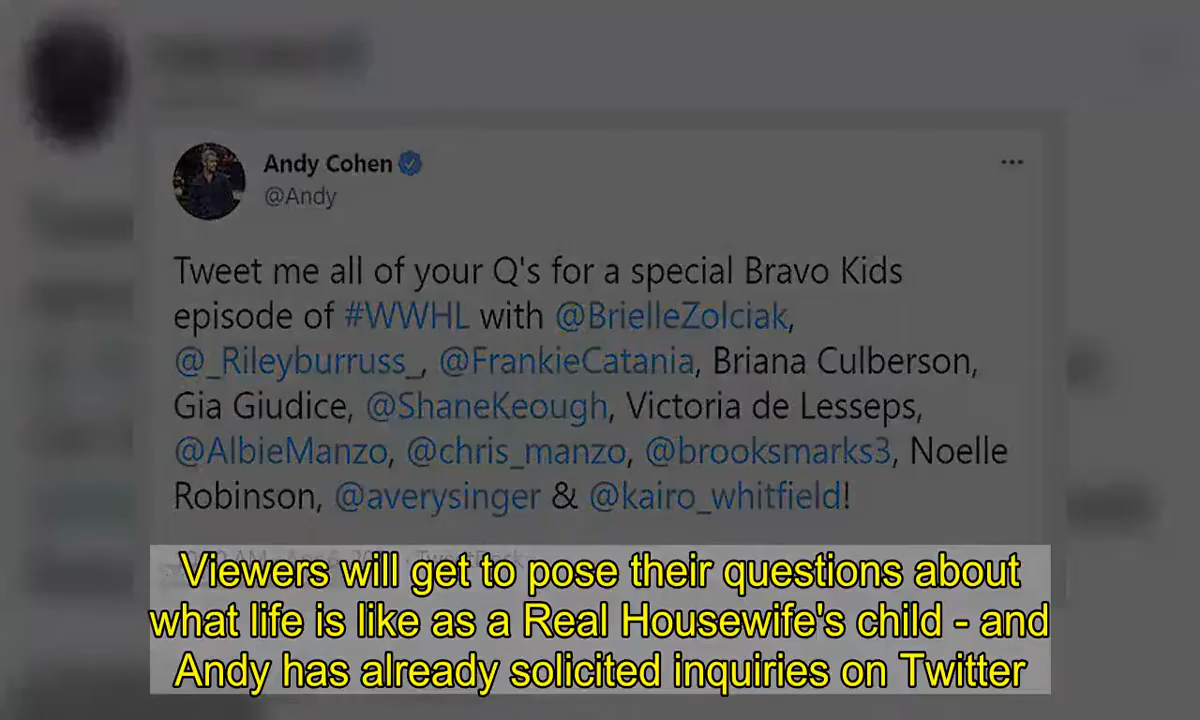 Andy Cohen
@Andy
Tweet me all of your Q's for a special Bravo Kids
episode of #WWHL with @BrielleZolciak,
@_Rileyburruss_, @FrankieCatania, Briana Culberson,
Gia Giudice, @ShaneKeough, Victoria de Lesseps,
@AlbieManzo, @chris_manzo, @brooksmarks3, Noelle
Robinson, @averysinger & @kairo_whitfield!
Viewers will get to pose their questions about
what life is like as a Real Housewife's child - and
Andy has already solicited inquiries on Twitter